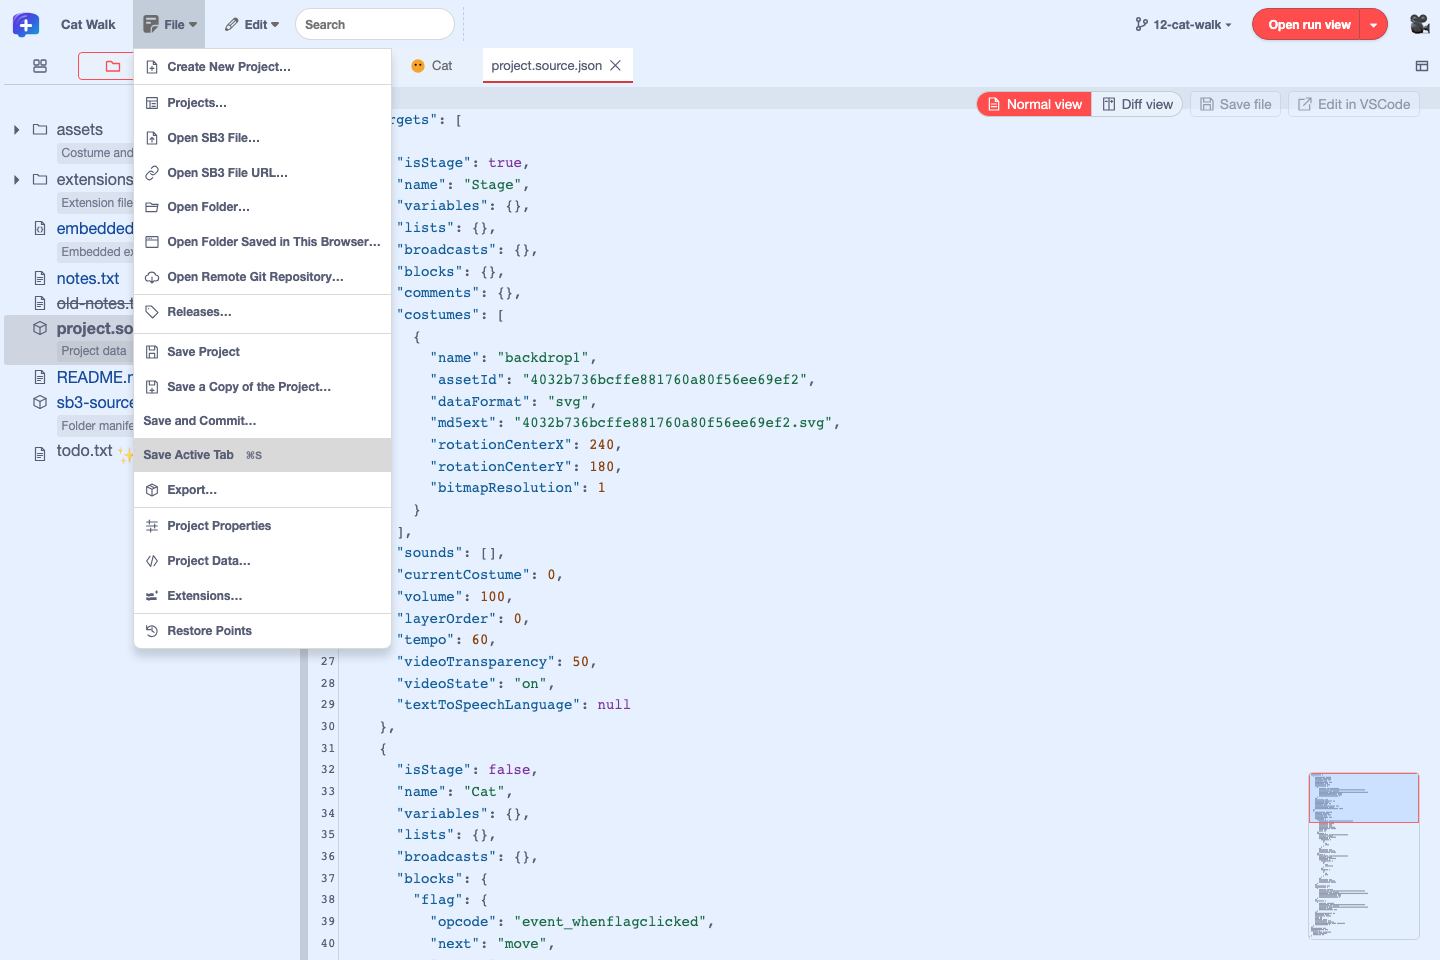 Cat Walk
File
Edit
Search
12-cat-walk
Open run view
Cat
project.source.json
Normal view
Diff view
Save file
Edit in VSCode
assets
Costume and
extensions
Extension file
embedded
Embedded ex
notes.txt
old-notes.t
project.so
Project data
README.m
sb3-source
Folder manife
todo.txt
Create New Project...
Projects...
Open SB3 File...
Open SB3 File URL...
Open Folder...
Open Folder Saved in This Browser...
Open Remote Git Repository...
Releases...
Save Project
Save a Copy of the Project...
Save and Commit...
Save Active Tab ⌘S
Export...
Project Properties
Project Data...
Extensions...
Restore Points
rgets": [
"isStage": true,
"name": "Stage",
"variables": {},
"lists": {},
"broadcasts": {},
"blocks": {},
"comments": {},
"costumes": [
{
"name": "backdrop1",
"assetId": "4032b736bcffe881760a80f56ee69ef2",
"dataFormat": "svg",
"md5ext": "4032b736bcffe881760a80f56ee69ef2.svg",
"rotationCenterX": 240,
"rotationCenterY": 180,
"bitmapResolution": 1
}
],
"sounds": [],
"currentCostume": 0,
"volume": 100,
"layerOrder": 0,
"tempo": 60,
27 "videoTransparency": 50,
28 "videoState": "on",
29 "textToSpeechLanguage": null
30 },
31 {
32 "isStage": false,
33 "name": "Cat",
34 "variables": {},
35 "lists": {},
36 "broadcasts": {},
37 "blocks": {
38 "flag": {
39 "opcode": "event_whenflagclicked",
40 "next": "move",